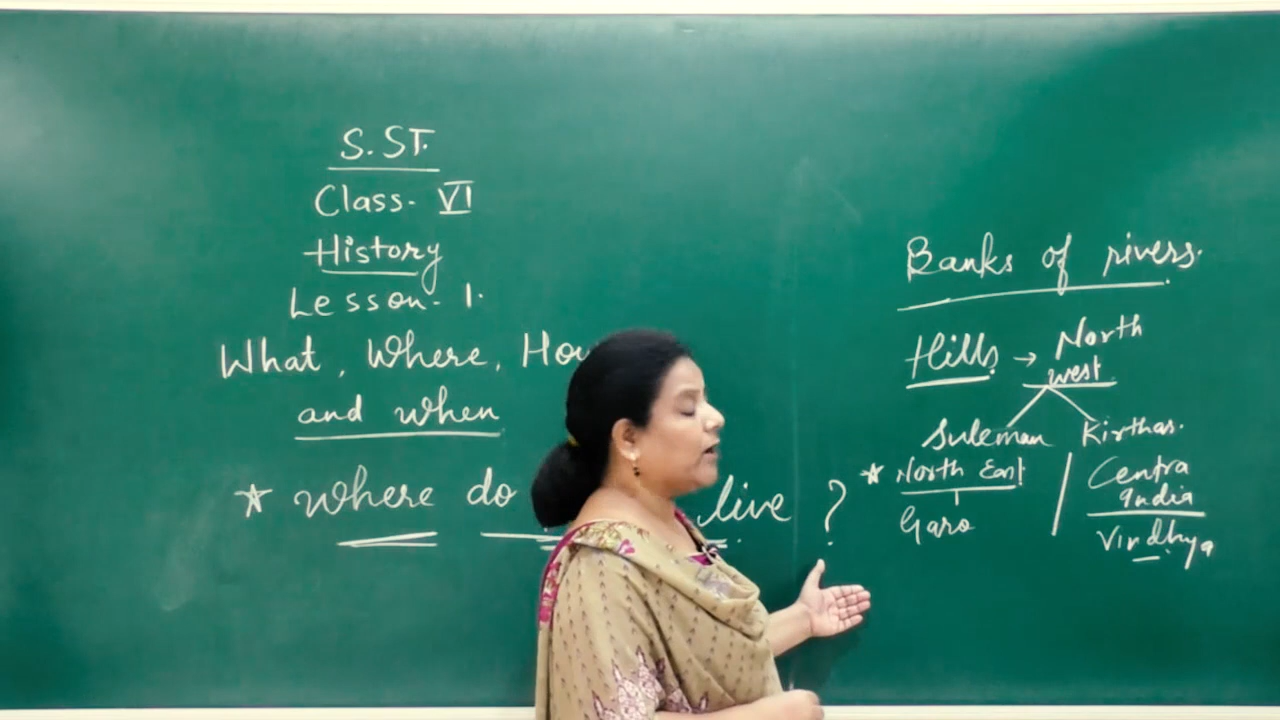 S.ST.
Class- VI
History
Lesson- 1.
What, Where, How
and when
* where do live ?
Banks of rivers.
Hills → North
west
Suleman Kirthas.
* North East
Garo
Centra
India
Vindhya